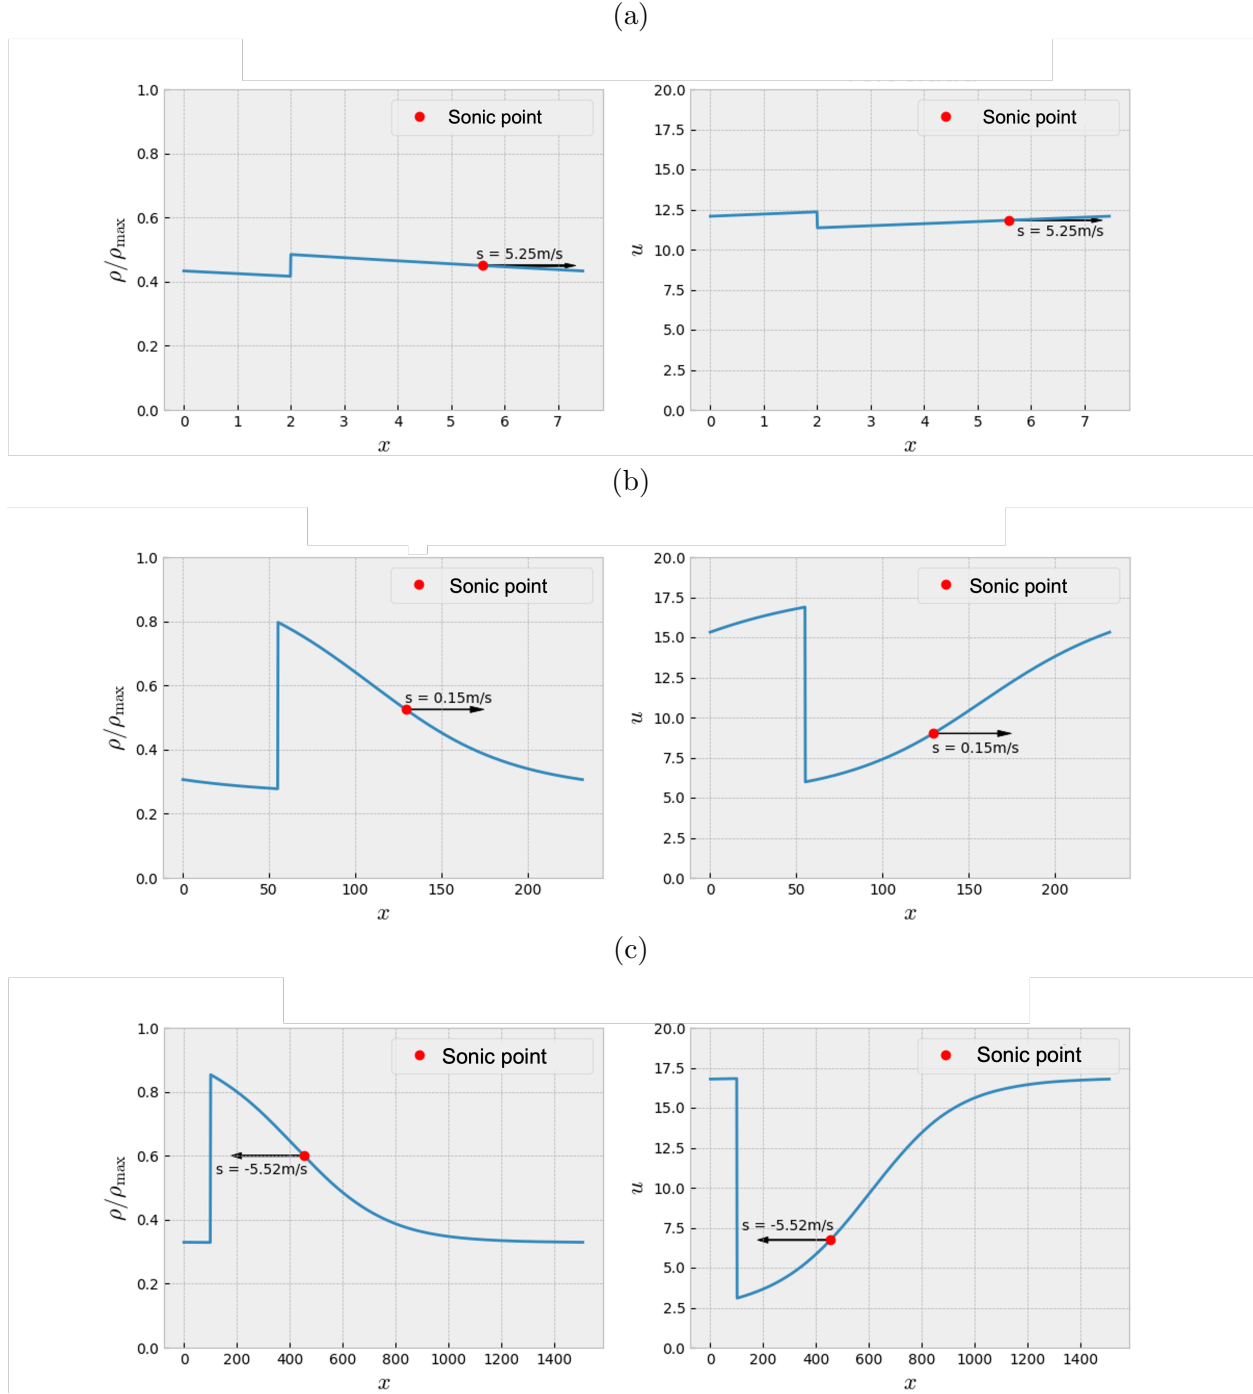 (a)
1.0
0.8
0.6
0.4
0.2
0.0
ρ/ρmax
Sonic point
s = 5.25m/s
0 1 2 3 4 5 6 7
x
20.0
17.5
15.0
12.5
10.0
7.5
5.0
2.5
0.0
u
Sonic point
s = 5.25m/s
0 1 2 3 4 5 6 7
x
(b)
1.0
0.8
0.6
0.4
0.2
0.0
ρ/ρmax
Sonic point
s = 0.15m/s
0 50 100 150 200
x
20.0
17.5
15.0
12.5
10.0
7.5
5.0
2.5
0.0
u
Sonic point
s = 0.15m/s
0 50 100 150 200
x
(c)
1.0
0.8
0.6
0.4
0.2
0.0
ρ/ρmax
Sonic point
s = -5.52m/s
0 200 400 600 800 1000 1200 1400
x
20.0
17.5
15.0
12.5
10.0
7.5
5.0
2.5
0.0
u
Sonic point
s = -5.52m/s
0 200 400 600 800 1000 1200 1400
x